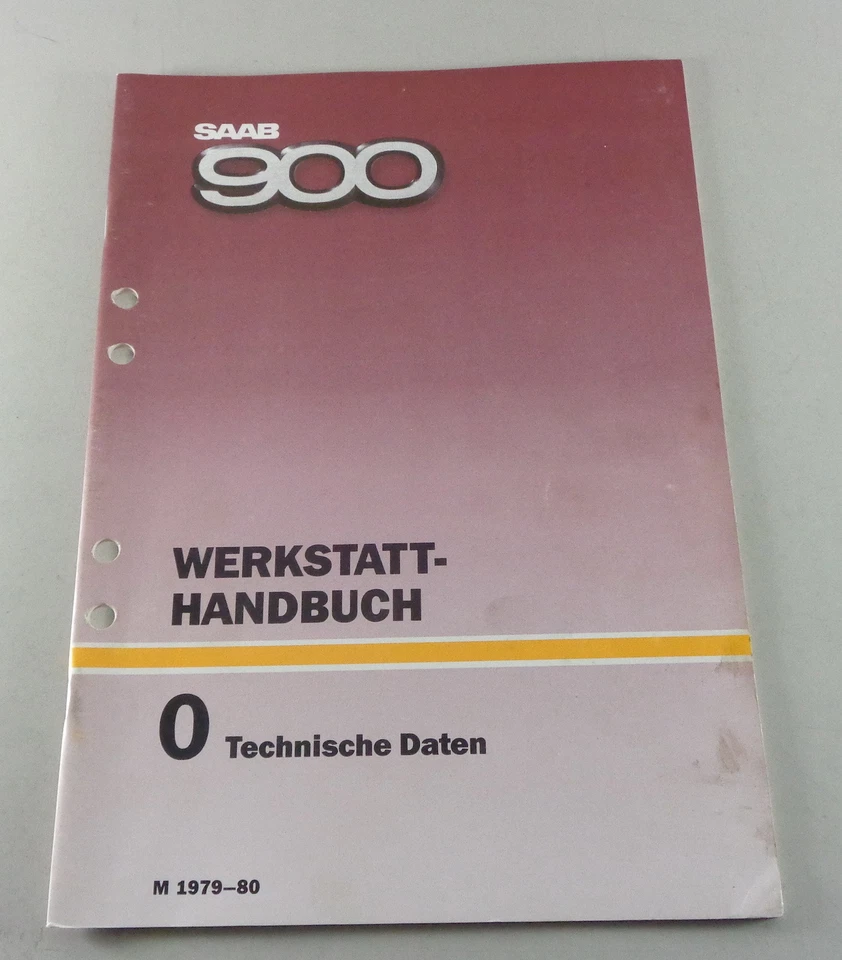 SAAB
900
WERKSTATT-
HANDBUCH
0 Technische Daten
M 1979–80